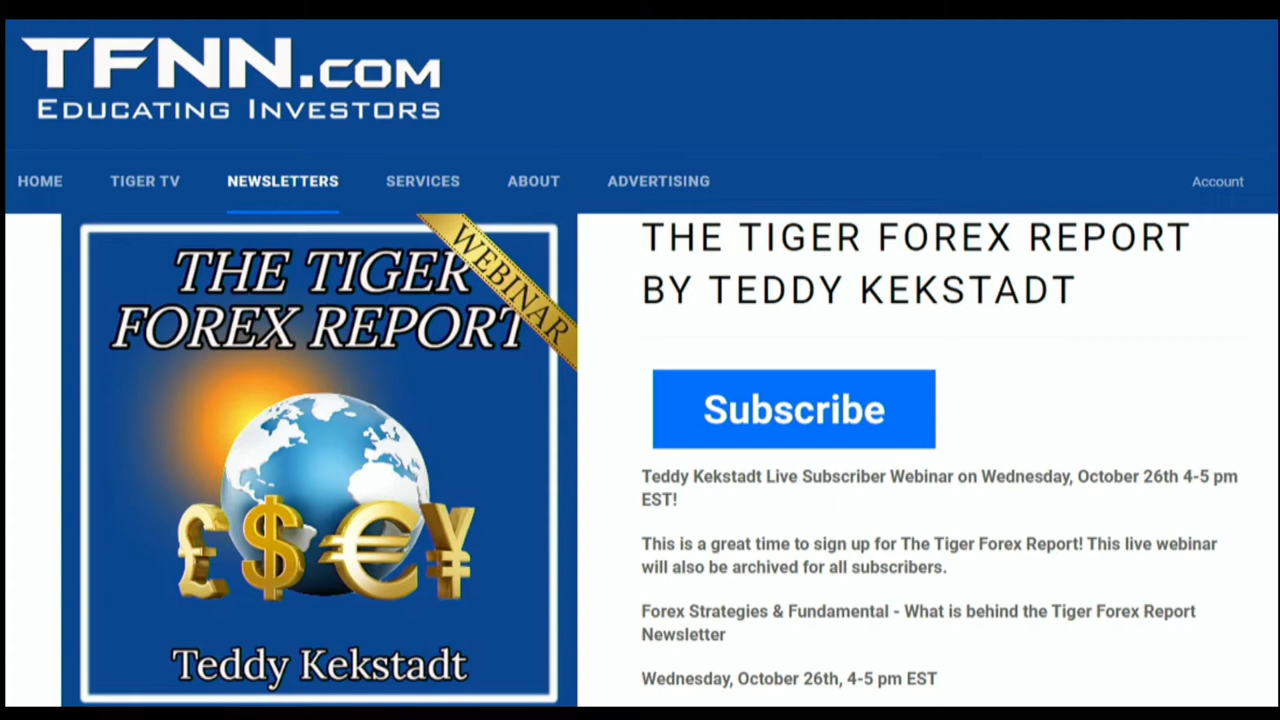 TFNN.COM
EDUCATING INVESTORS
HOME TIGER TV NEWSLETTERS SERVICES ABOUT ADVERTISING Account
THE TIGER
FOREX REPORT
WEBINAR
£$€¥
Teddy Kekstadt
THE TIGER FOREX REPORT
BY TEDDY KEKSTADT
Subscribe
Teddy Kekstadt Live Subscriber Webinar on Wednesday, October 26th 4-5 pm
EST!
This is a great time to sign up for The Tiger Forex Report! This live webinar
will also be archived for all subscribers.
Forex Strategies & Fundamental - What is behind the Tiger Forex Report
Newsletter
Wednesday, October 26th, 4-5 pm EST